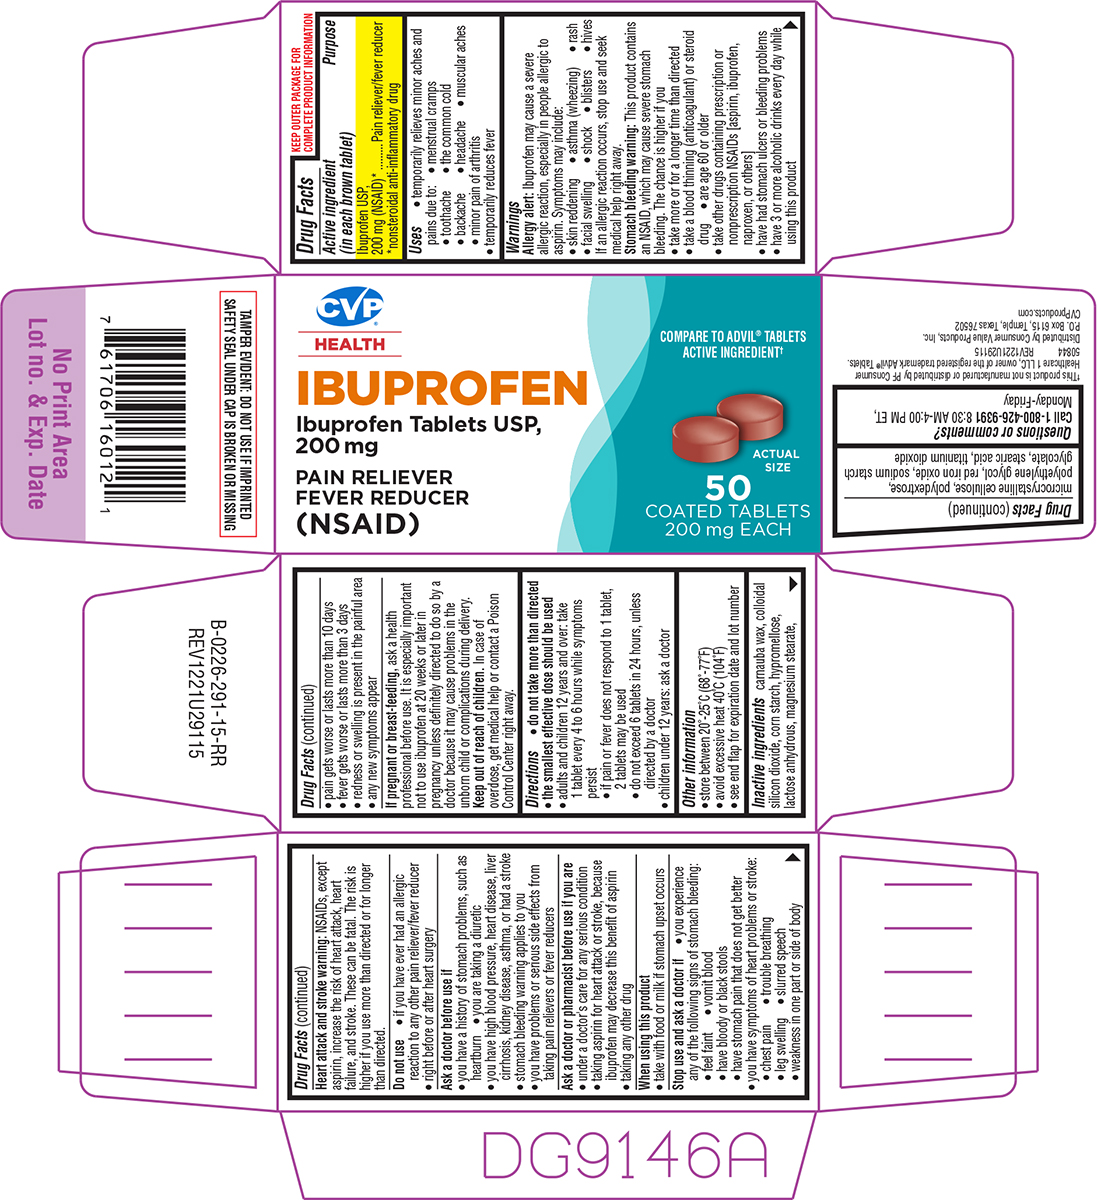 KEEP OUTER PACKAGE FOR
COMPLETE PRODUCT INFORMATION
Drug Facts
Active ingredient Purpose
(in each brown tablet)
Ibuprofen USP,
200 mg (NSAID)* ......... Pain reliever/fever reducer
*nonsteroidal anti-inflammatory drug
Uses • temporarily relieves minor aches and
pains due to: • menstrual cramps
• toothache • the common cold
• backache • headache • muscular aches
• minor pain of arthritis
• temporarily reduces fever
Warnings
Allergy alert: Ibuprofen may cause a severe
allergic reaction, especially in people allergic to
aspirin. Symptoms may include:
• skin reddening • asthma (wheezing) • rash
• facial swelling • shock • blisters • hives
If an allergic reaction occurs, stop use and seek
medical help right away.
Stomach bleeding warning: This product contains
an NSAID, which may cause severe stomach
bleeding. The chance is higher if you
• take more or for a longer time than directed
• take a blood thinning (anticoagulant) or steroid
drug • are age 60 or older
• take other drugs containing prescription or
nonprescription NSAIDs [aspirin, ibuprofen,
naproxen, or others]
• have had stomach ulcers or bleeding problems
• have 3 or more alcoholic drinks every day while
using this product
No Print Area
Lot no. & Exp. Date
7 61706 16012 1
TAMPER EVIDENT: DO NOT USE IF IMPRINTED
SAFETY SEAL UNDER CAP IS BROKEN OR MISSING
CVP®
HEALTH
IBUPROFEN
Ibuprofen Tablets USP,
200 mg
PAIN RELIEVER
FEVER REDUCER
(NSAID)
COMPARE TO ADVIL® TABLETS
ACTIVE INGREDIENT†
ACTUAL
SIZE
50
COATED TABLETS
200 mg EACH
Drug Facts (continued)
microcrystalline cellulose, polydextrose,
polyethylene glycol, red iron oxide, sodium starch
glycolate, stearic acid, titanium dioxide
Questions or comments?
Call 1-800-426-9391 8:30 AM-4:00 PM ET,
Monday-Friday
†This product is not manufactured or distributed by PF Consumer
Healthcare 1 LLC, owner of the registered trademark Advil® Tablets.
50844 REV1221U29115
Distributed by Consumer Value Products, Inc.
P.O. Box 6115, Temple, Texas 76502
CVPproducts.com
B-0226-291-15-RR
REV1221U29115
Drug Facts (continued)
• pain gets worse or lasts more than 10 days
• fever gets worse or lasts more than 3 days
• redness or swelling is present in the painful area
• any new symptoms appear
If pregnant or breast-feeding, ask a health
professional before use. It is especially important
not to use ibuprofen at 20 weeks or later in
pregnancy unless definitely directed to do so by a
doctor because it may cause problems in the
unborn child or complications during delivery.
Keep out of reach of children. In case of
overdose, get medical help or contact a Poison
Control Center right away.
Directions • do not take more than directed
• the smallest effective dose should be used
• adults and children 12 years and over: take
1 tablet every 4 to 6 hours while symptoms
persist
• if pain or fever does not respond to 1 tablet,
2 tablets may be used
• do not exceed 6 tablets in 24 hours, unless
directed by a doctor
• children under 12 years: ask a doctor
Other information
• store between 20°-25°C (68°-77°F)
• avoid excessive heat 40°C (104°F)
• see end flap for expiration date and lot number
Inactive ingredients carnauba wax, colloidal
silicon dioxide, corn starch, hypromellose,
lactose anhydrous, magnesium stearate,
Drug Facts (continued)
Heart attack and stroke warning: NSAIDs, except
aspirin, increase the risk of heart attack, heart
failure, and stroke. These can be fatal. The risk is
higher if you use more than directed or for longer
than directed.
Do not use • if you have ever had an allergic
reaction to any other pain reliever/fever reducer
• right before or after heart surgery
Ask a doctor before use if
• you have a history of stomach problems, such as
heartburn • you are taking a diuretic
• you have high blood pressure, heart disease, liver
cirrhosis, kidney disease, asthma, or had a stroke
• stomach bleeding warning applies to you
• you have problems or serious side effects from
taking pain relievers or fever reducers
Ask a doctor or pharmacist before use if you are
• under a doctor's care for any serious condition
• taking aspirin for heart attack or stroke, because
ibuprofen may decrease this benefit of aspirin
• taking any other drug
When using this product
• take with food or milk if stomach upset occurs
Stop use and ask a doctor if • you experience
any of the following signs of stomach bleeding:
• feel faint • vomit blood
• have bloody or black stools
• have stomach pain that does not get better
• you have symptoms of heart problems or stroke:
• chest pain • trouble breathing
• leg swelling • slurred speech
• weakness in one part or side of body
DG9146A